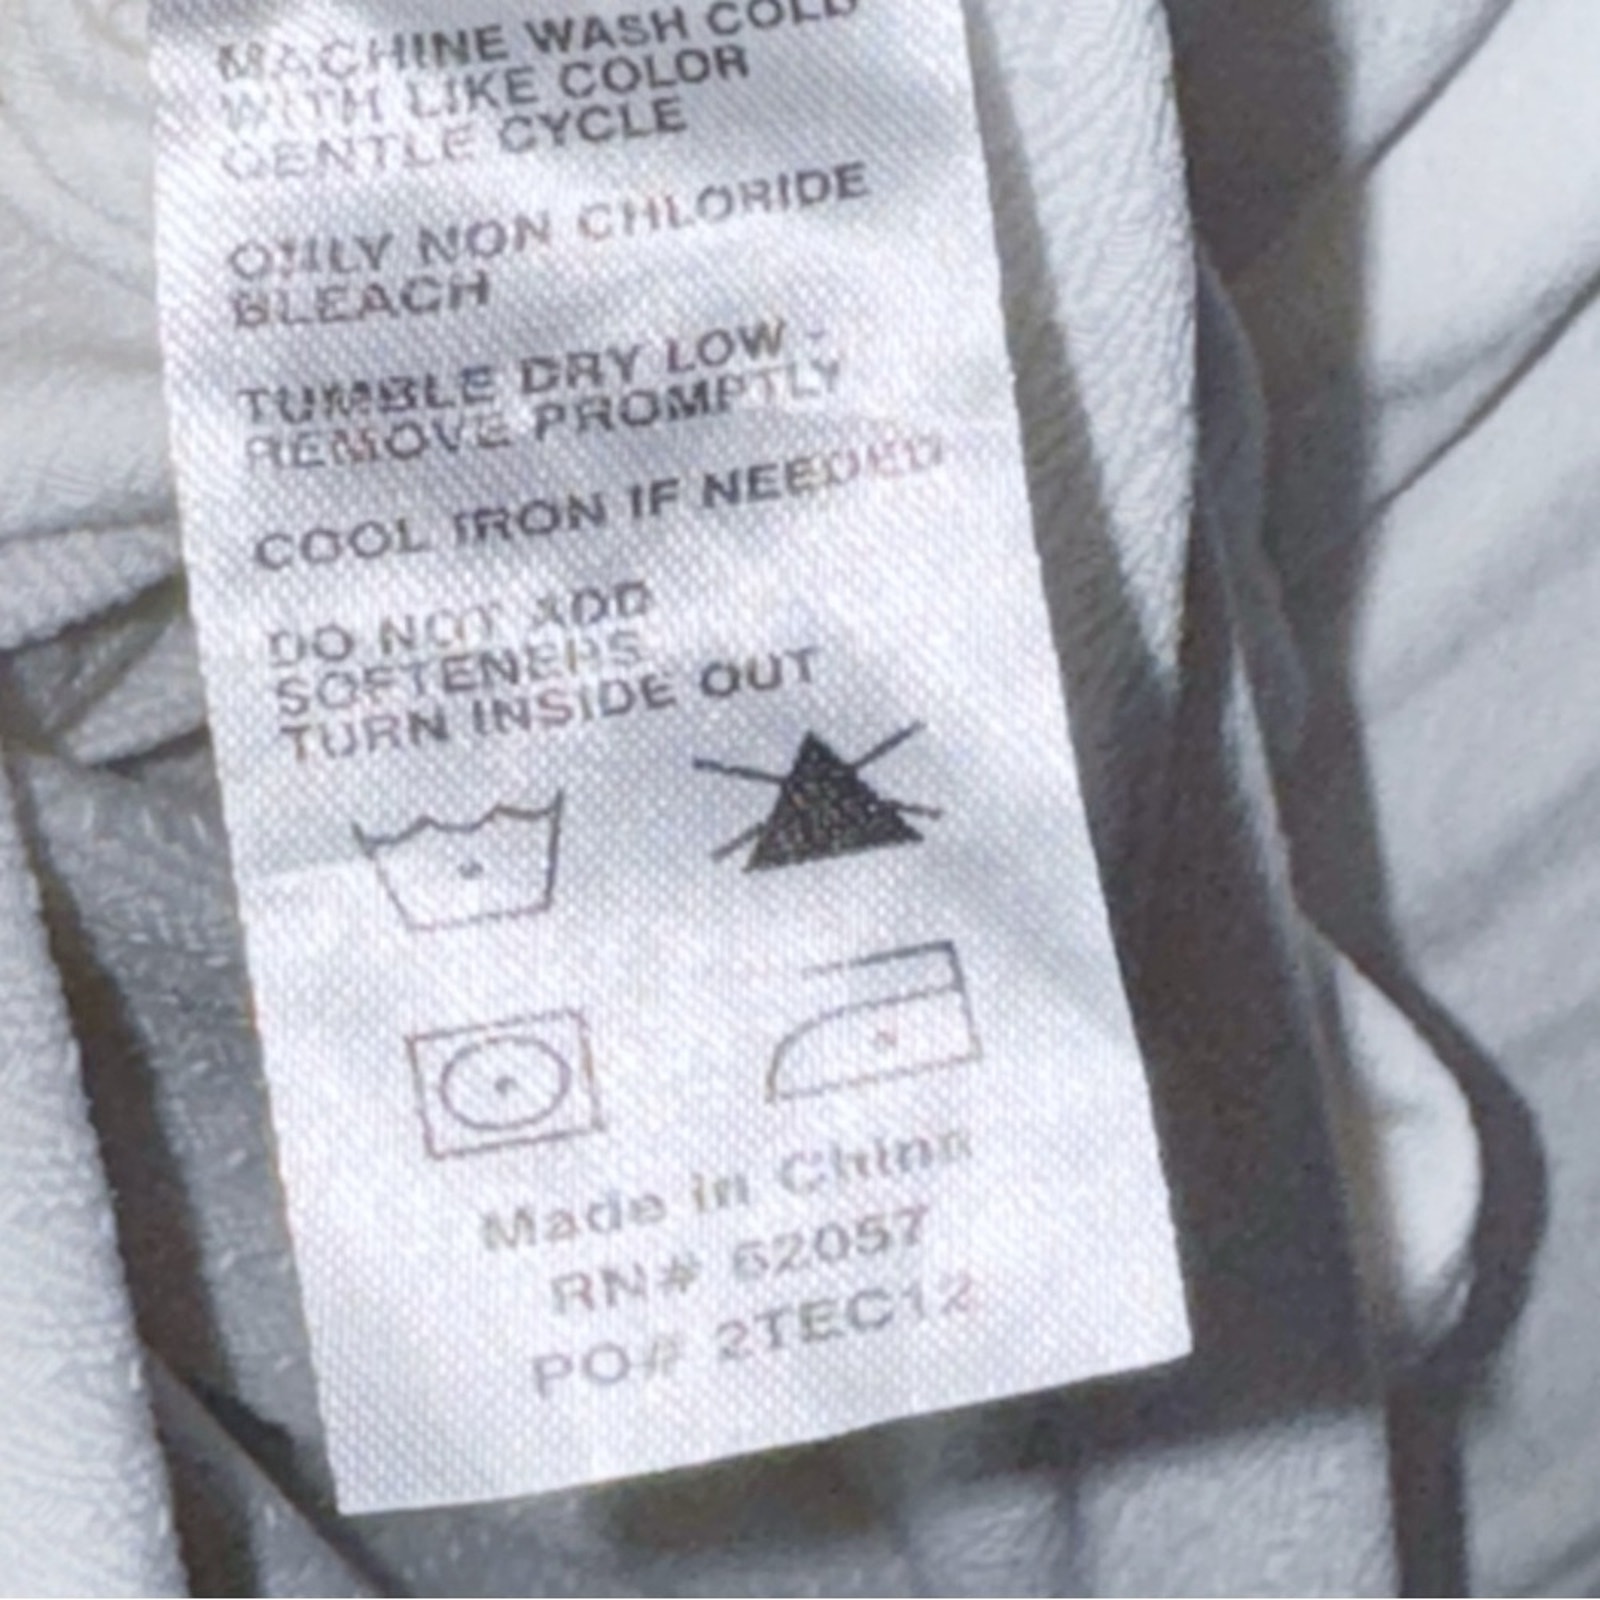 MACHINE WASH COLD
WITH LIKE COLOR
GENTLE CYCLE
ONLY NON CHLORIDE
BLEACH
TUMBLE DRY LOW -
REMOVE PROMPTLY
COOL IRON IF NEEDED
DO NOT ADD
SOFTENERS
TURN INSIDE OUT
Made in China
RN# 62057
PO# 2TEC12